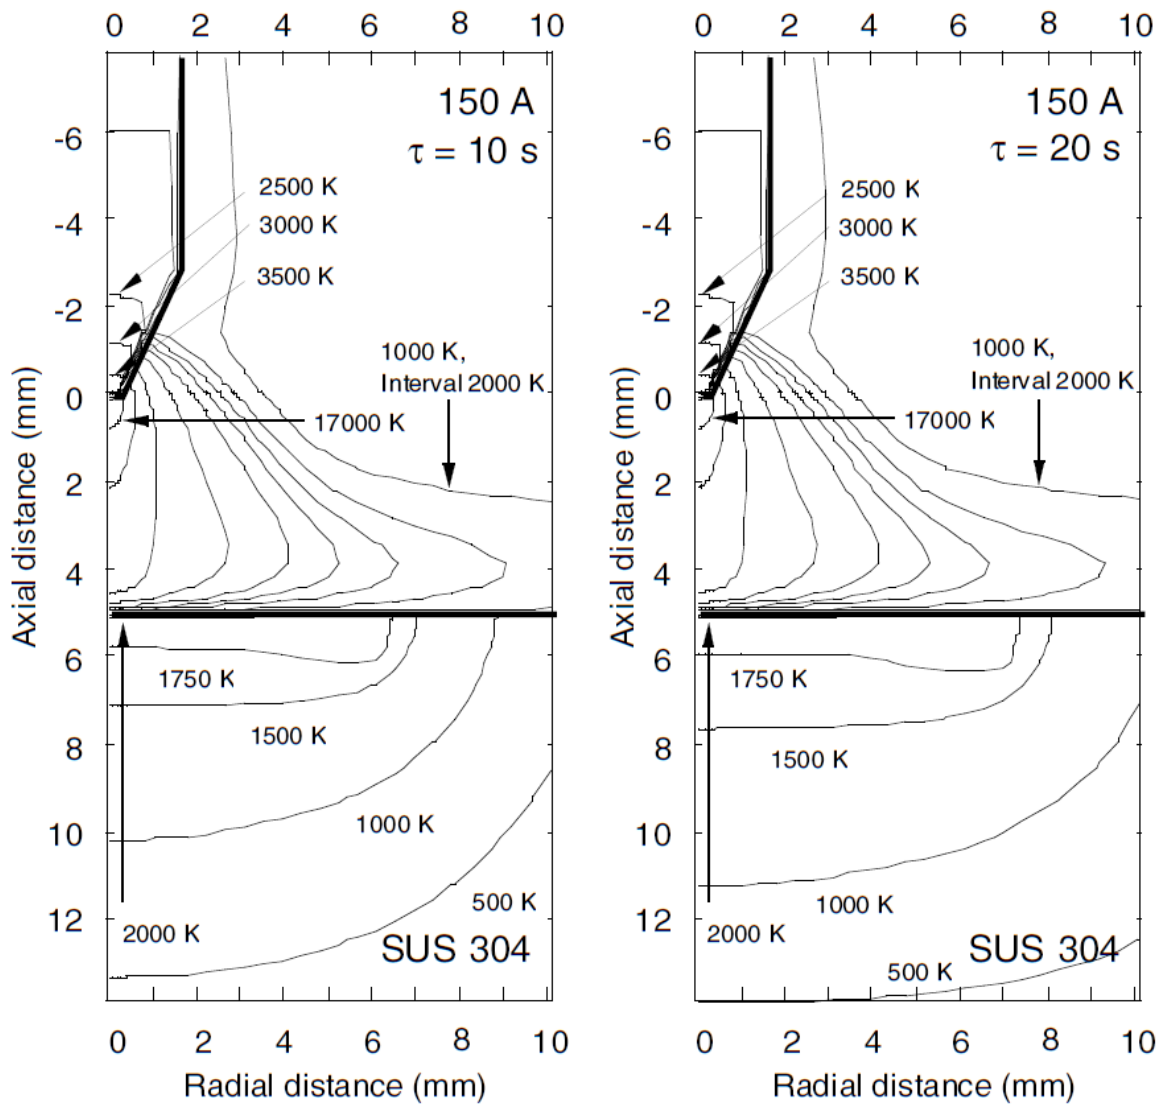 0 2 4 6 8 10
150 A
τ = 10 s
-6
2500 K
-4
3000 K
3500 K
-2
1000 K,
Interval 2000 K
0
17000 K
2
Axial distance (mm)
4
6
1750 K
1500 K
8
1000 K
10
500 K
12
2000 K
SUS 304
0 2 4 6 8 10
Radial distance (mm)
0 2 4 6 8 10
150 A
τ = 20 s
-6
2500 K
-4
3000 K
3500 K
-2
1000 K,
Interval 2000 K
0
17000 K
2
Axial distance (mm)
4
6
1750 K
1500 K
8
10
1000 K
12
2000 K
SUS 304
500 K
0 2 4 6 8 10
Radial distance (mm)